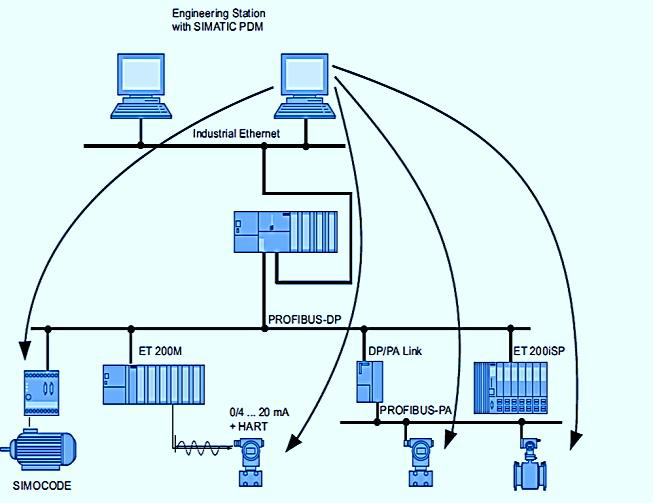 Engineering Station
with SIMATIC PDM
Industrial Ethernet
PROFIBUS-DP
ET 200M
DP/PA Link
ET 200iSP
0/4 ... 20 mA
+ HART
PROFIBUS-PA
SIMOCODE